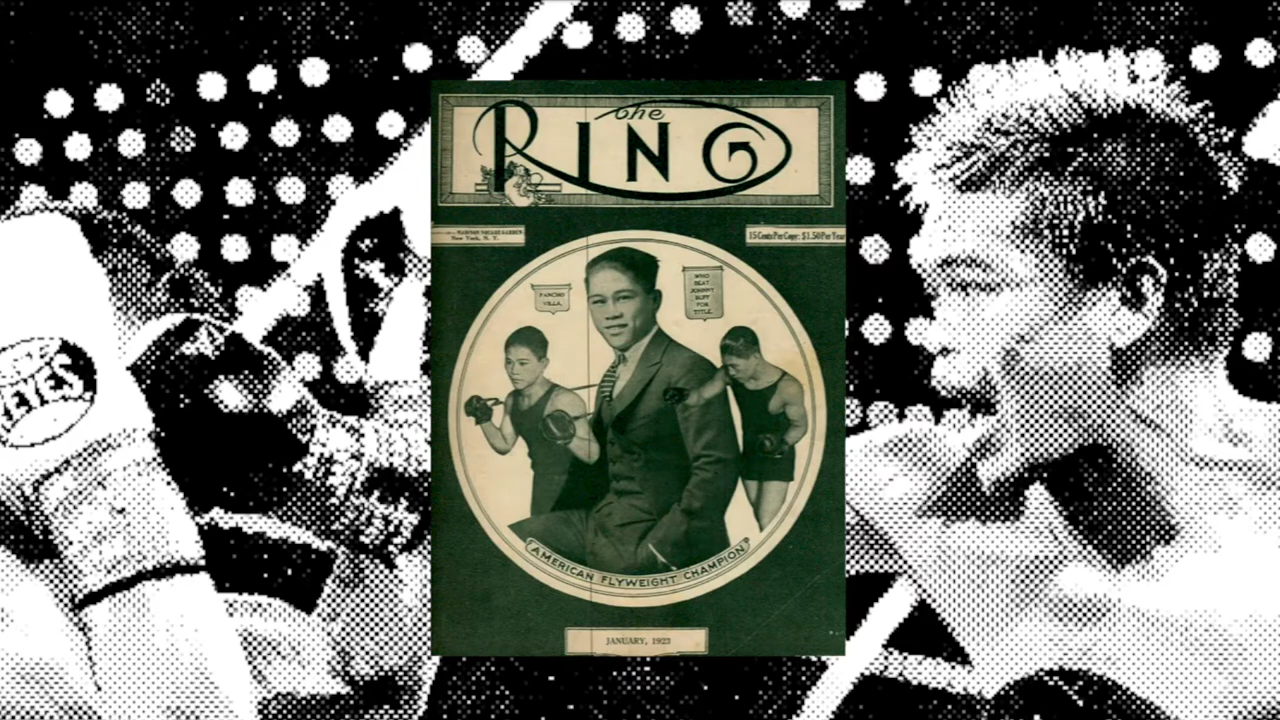 the
RING
MADISON SQUARE GARDEN
New York, N. Y.
15 Cents Per Copy; $1.50 Per Year
PANCHO
VILLA.
WHO
BEAT
JOHNNY
BUFF
FOR
TITLE.
AMERICAN FLYWEIGHT CHAMPION
JANUARY, 1923
REYES